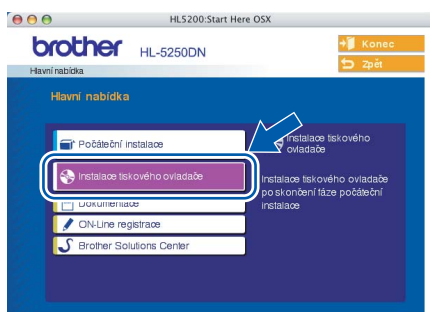 HL5200:Start Here OSX
brother HL-5250DN
Konec
Zpět
Hlavní nabídka
Hlavní nabídka
Počáteční instalace
Instalace tiskového ovladače
Dokumentace
ON-Line registrace
Brother Solutions Center
Instalace tiskového
ovladače
Instalace tiskového ovladače
po skončení fáze počáteční
instalace